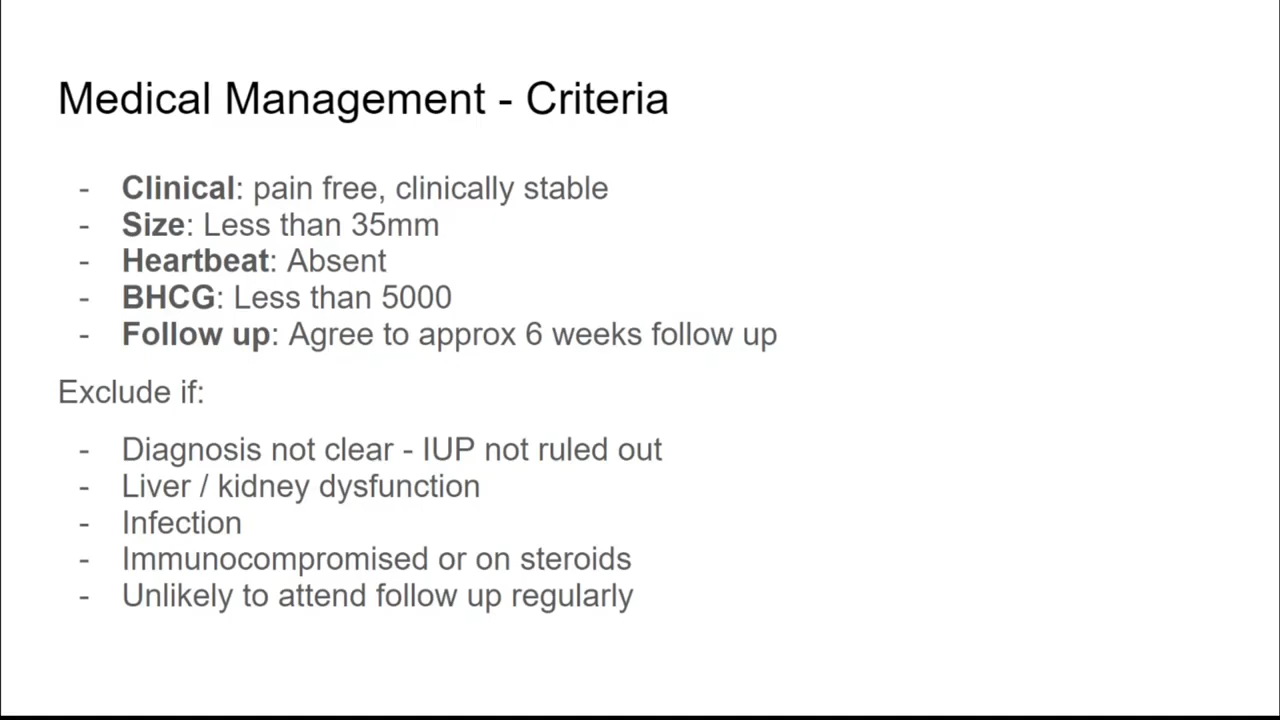 Medical Management - Criteria
- Clinical: pain free, clinically stable
- Size: Less than 35mm
- Heartbeat: Absent
- BHCG: Less than 5000
- Follow up: Agree to approx 6 weeks follow up
Exclude if:
- Diagnosis not clear - IUP not ruled out
- Liver / kidney dysfunction
- Infection
- Immunocompromised or on steroids
- Unlikely to attend follow up regularly